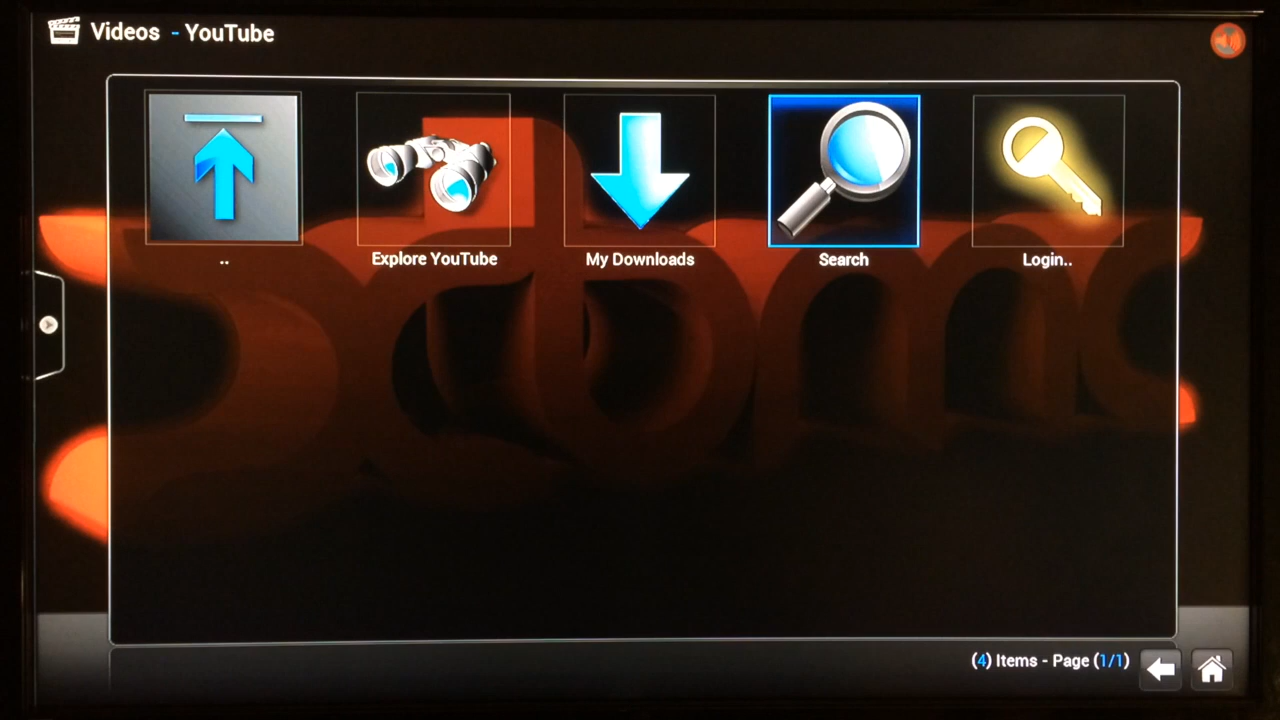 Videos - YouTube
..
Explore YouTube
My Downloads
Search
Login..
(4) Items - Page (1/1)